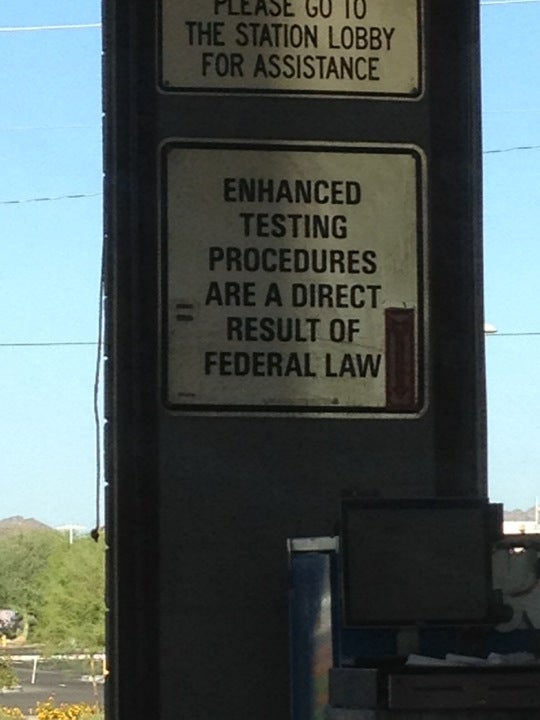 PLEASE GO TO
THE STATION LOBBY
FOR ASSISTANCE
ENHANCED
TESTING
PROCEDURES
ARE A DIRECT
RESULT OF
FEDERAL LAW